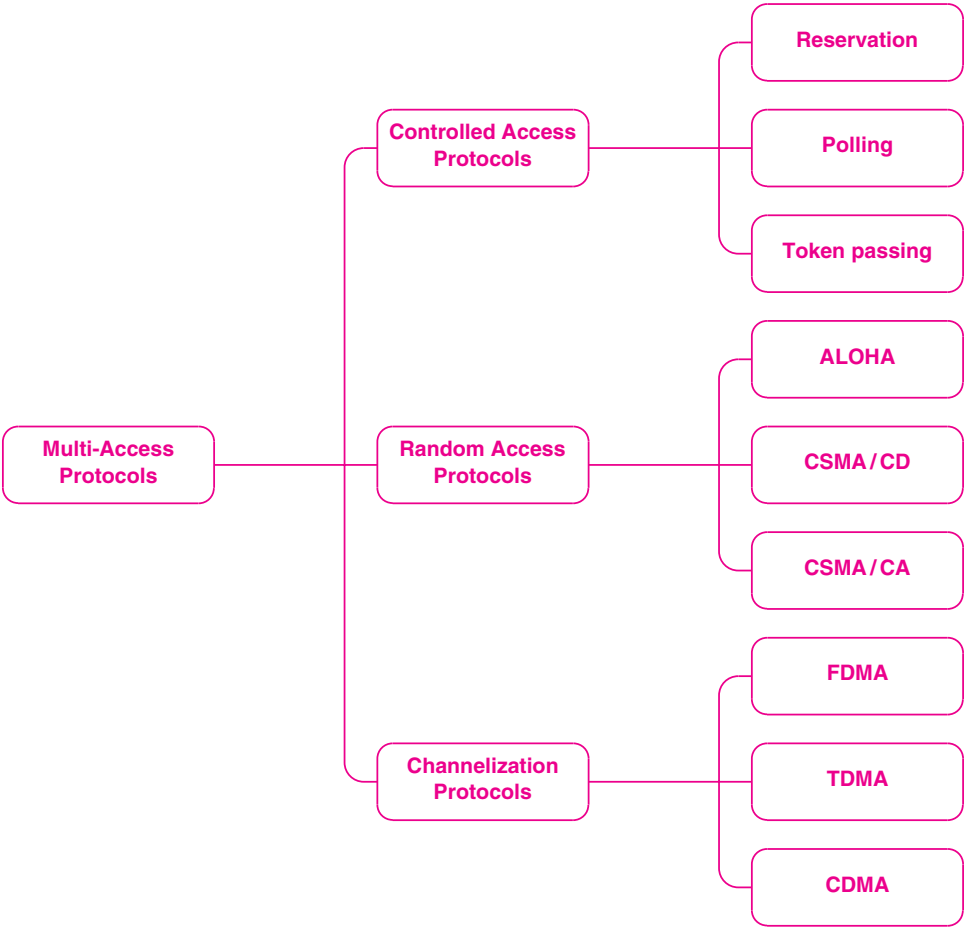 Reservation
Controlled Access
Protocols
Polling
Token passing
ALOHA
Multi-Access
Protocols
Random Access
Protocols
CSMA/CD
CSMA/CA
FDMA
Channelization
Protocols
TDMA
CDMA